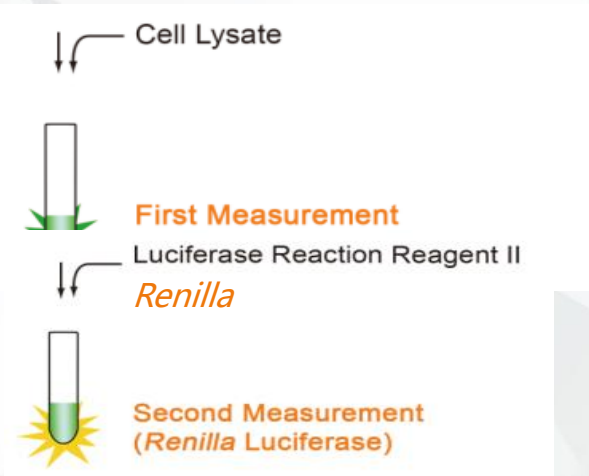 Cell Lysate
First Measurement
Luciferase Reaction Reagent II
Renilla
Second Measurement
(Renilla Luciferase)